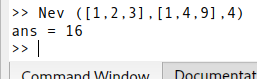 >> Nev ([1,2,3],[1,4,9],4)
ans = 16
>>
Command Window Documentat